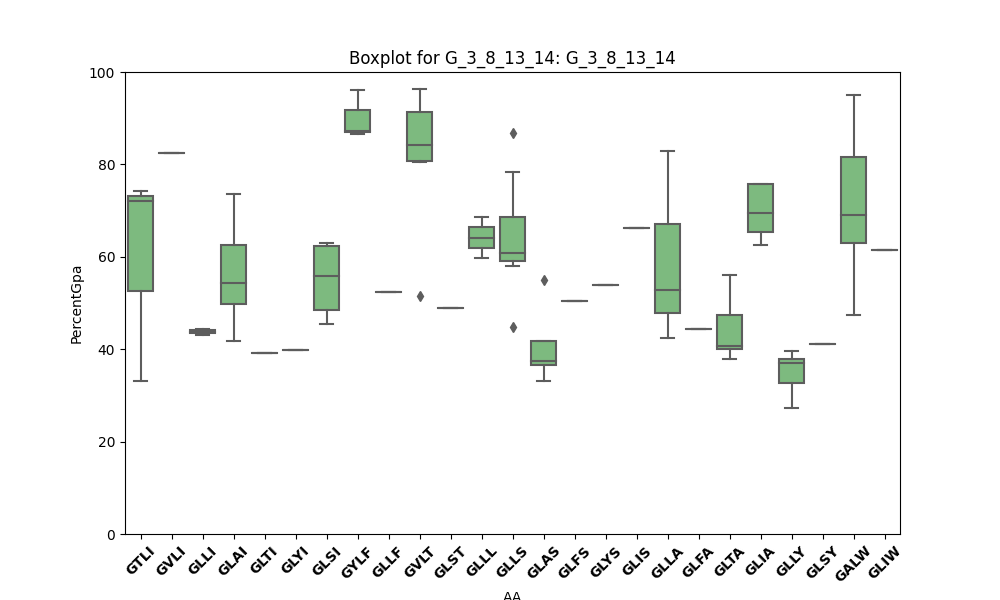 Boxplot for G_3_8_13_14: G_3_8_13_14
PercentGpa
100
80
60
40
20
0
GTLI
GVLI
GLLI
GLAI
GLTI
GLYI
GLSI
GYLF
GLLF
GVLT
GLST
GLLL
GLLS
GLAS
GLFS
GLYS
GLIS
GLLA
GLFA
GLTA
GLIA
GLLY
GLSY
GALW
GLIW
AA